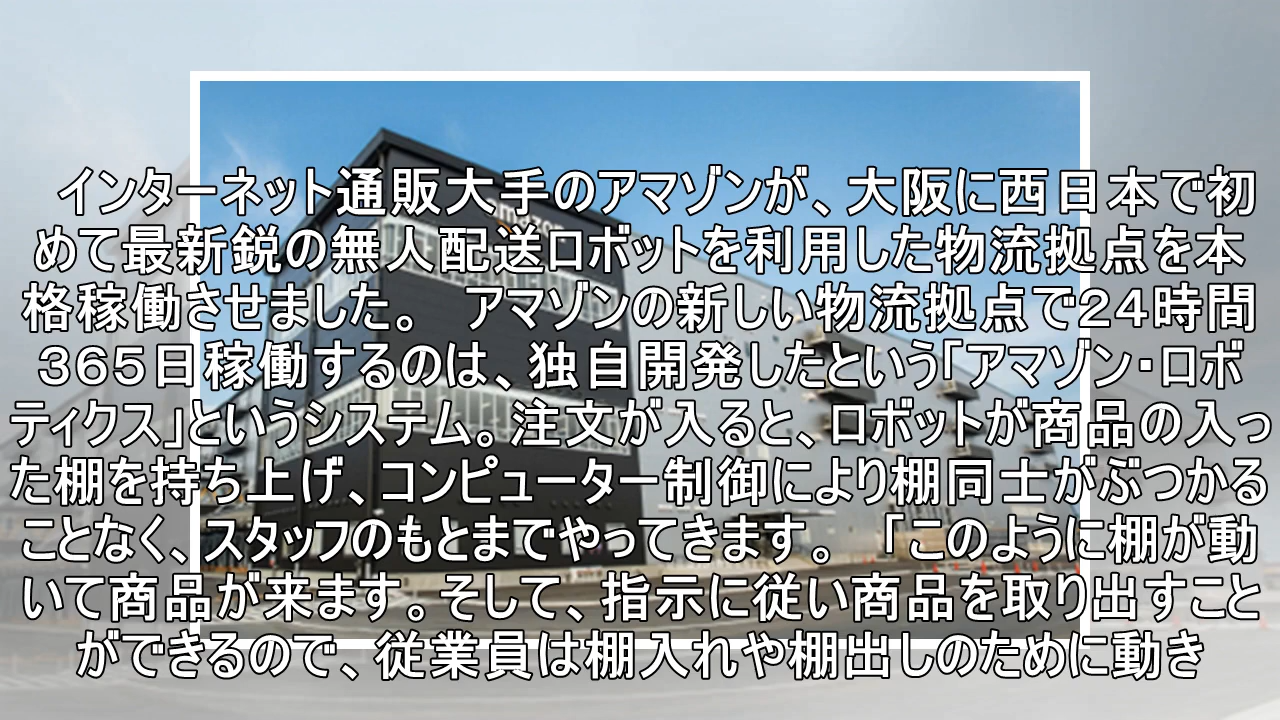 インターネット通販大手のアマゾンが、大阪に西日本で初
めて最新鋭の無人配送ロボットを利用した物流拠点を本
格稼働させました。　アマゾンの新しい物流拠点で２４時間
３６５日稼働するのは、独自開発したという「アマゾン・ロボ
ティクス」というシステム。注文が入ると、ロボットが商品の入っ
た棚を持ち上げ、コンピューター制御により棚同士がぶつかる
ことなく、スタッフのもとまでやってきます。　「このように棚が動
いて商品が来ます。そして、指示に従い商品を取り出すこと
ができるので、従業員は棚入れや棚出しのために動き
amazon